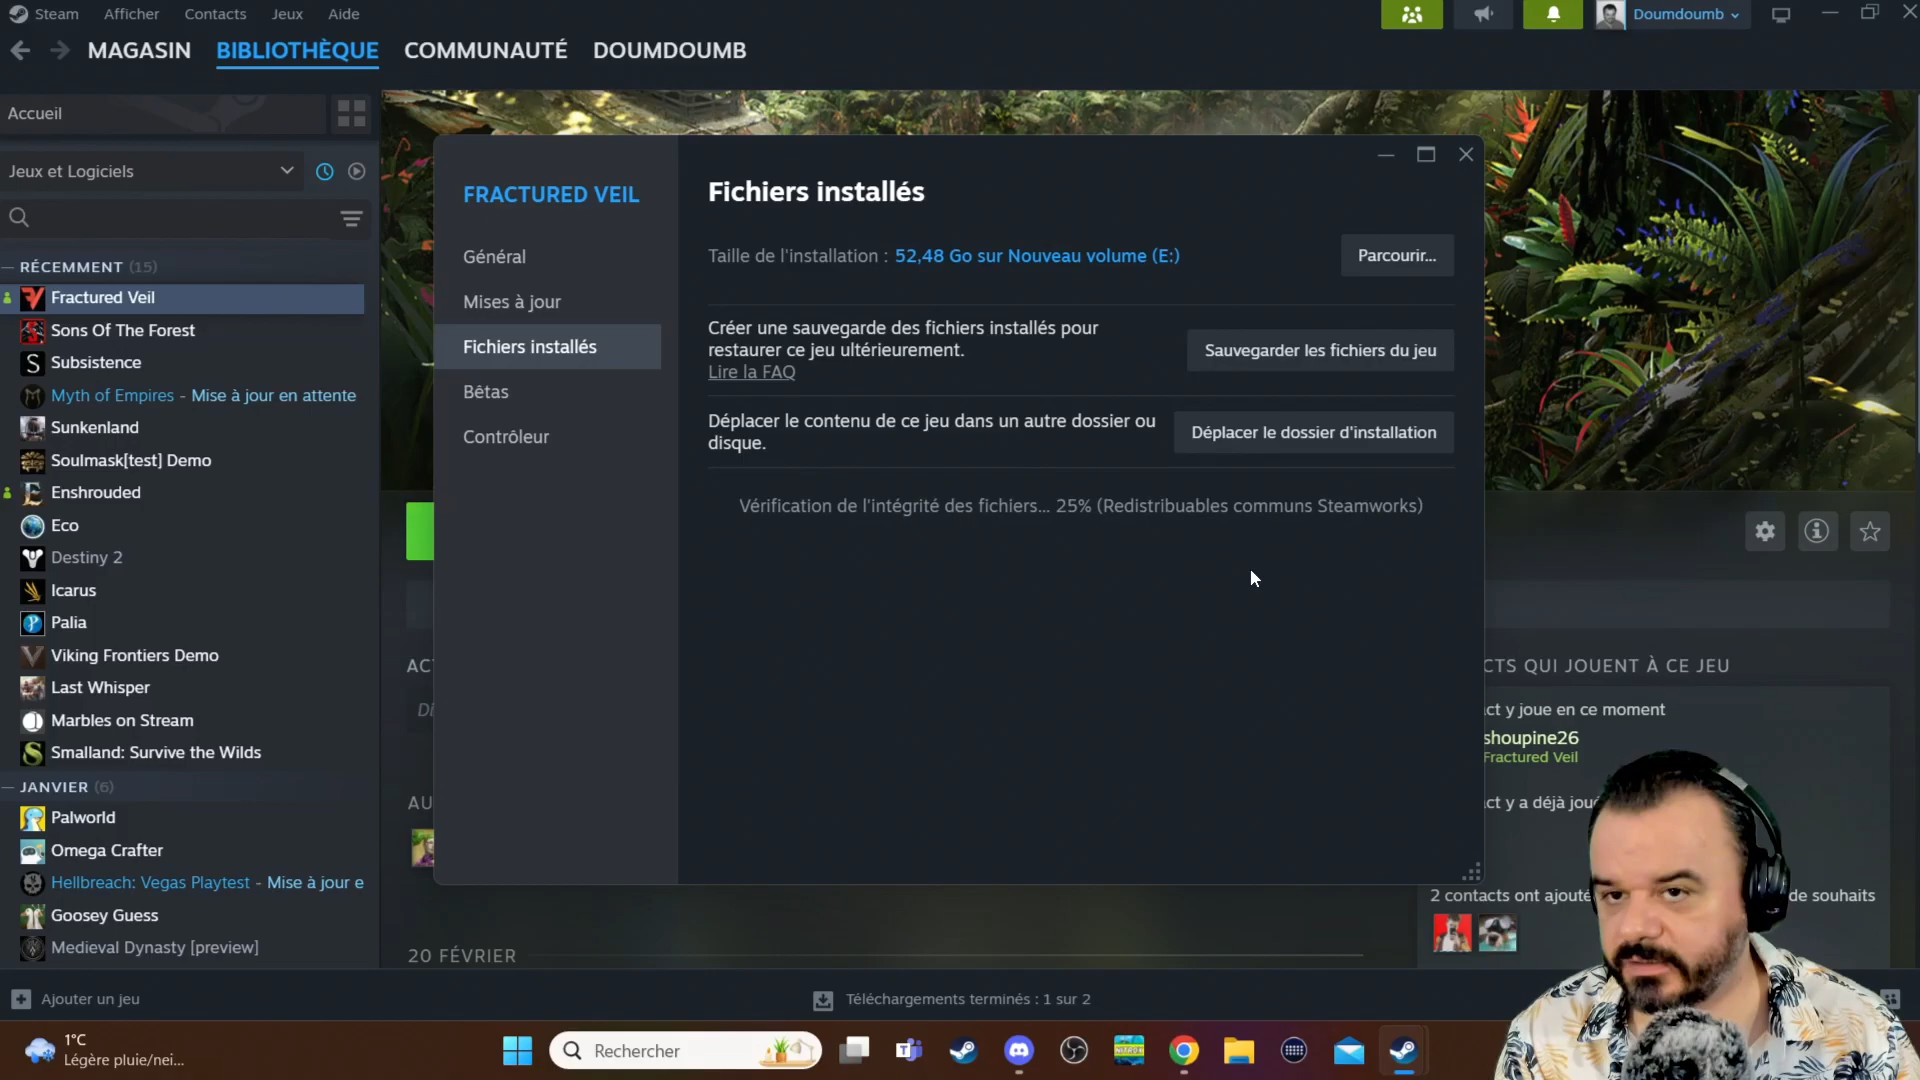 Steam Afficher Contacts Jeux Aide
Doumdoumb
MAGASIN BIBLIOTHÈQUE COMMUNAUTÉ DOUMDOUMB
Accueil
Jeux et Logiciels
— RÉCEMMENT (15)
Fractured Veil
Sons Of The Forest
Subsistence
Myth of Empires - Mise à jour en attente
Sunkenland
Soulmask[test] Demo
Enshrouded
Eco
Destiny 2
Icarus
Palia
Viking Frontiers Demo
Last Whisper
Marbles on Stream
Smalland: Survive the Wilds
— JANVIER (6)
Palworld
Omega Crafter
Hellbreach: Vegas Playtest - Mise à jour e
Goosey Guess
Medieval Dynasty [preview]
Ajouter un jeu
FRACTURED VEIL
Général
Mises à jour
Fichiers installés
Bêtas
Contrôleur
Fichiers installés
Taille de l'installation : 52,48 Go sur Nouveau volume (E:)
Parcourir...
Créer une sauvegarde des fichiers installés pour
restaurer ce jeu ultérieurement.
Lire la FAQ
Sauvegarder les fichiers du jeu
Déplacer le contenu de ce jeu dans un autre dossier ou
disque.
Déplacer le dossier d'installation
Vérification de l'intégrité des fichiers... 25% (Redistribuables communs Steamworks)
AC
Di
AU
20 FÉVRIER
CTS QUI JOUENT À CE JEU
ct y joue en ce moment
shoupine26
Fractured Veil
ct y a déjà joué
2 contacts ont ajouté
de souhaits
Téléchargements terminés : 1 sur 2
1°C
Légère pluie/nei...
Rechercher